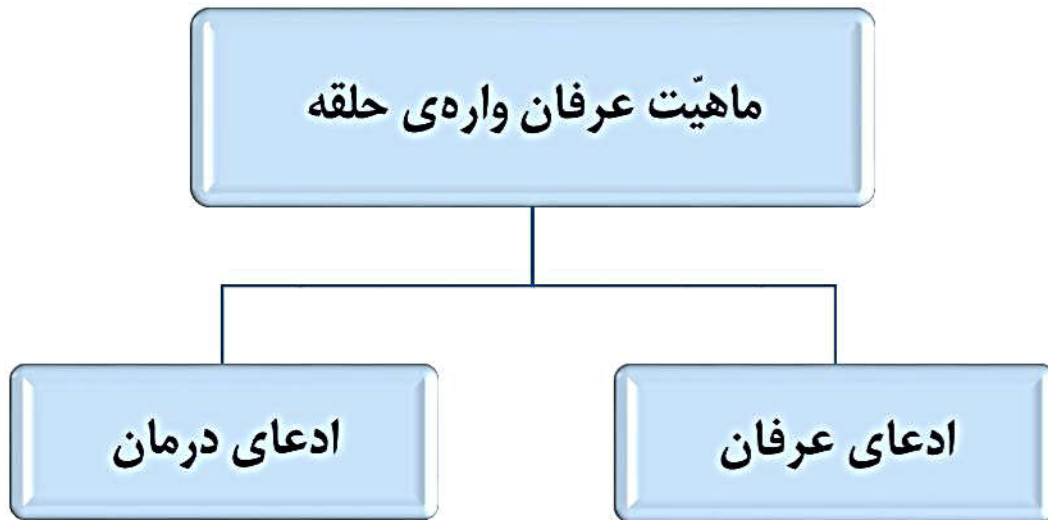 ماهیّت عرفان واره‌ی حلقه
ادعای عرفان
ادعای درمان